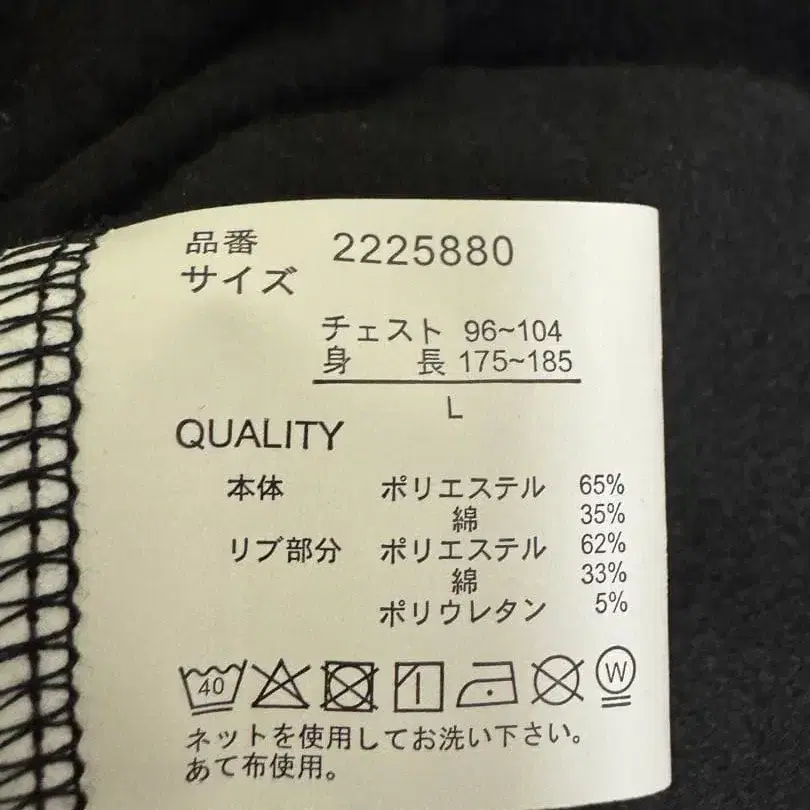 品番 2225880
サイズ
チェスト 96~104
身 長 175~185
L
QUALITY
本体 ポリエステル 65%
綿 35%
リブ部分 ポリエステル 62%
綿 33%
ポリウレタン 5%
40 W
ネットを使用してお洗い下さい。
あて布使用。